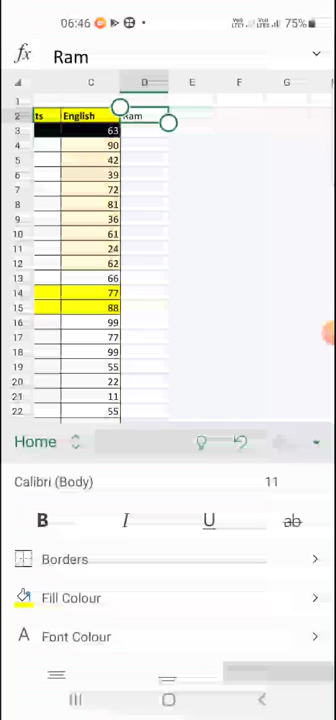 06:46 75%
fx Ram
C D E F G
1
2 ts English Ram
3 63
4 90
5 42
6 39
7 72
8 81
9 36
10 61
11 24
12 62
13 66
14 77
15 88
16 99
17 77
18 99
19 55
20 22
21 11
22 55
Home
Calibri (Body) 11
B I U ab
Borders
Fill Colour
A Font Colour